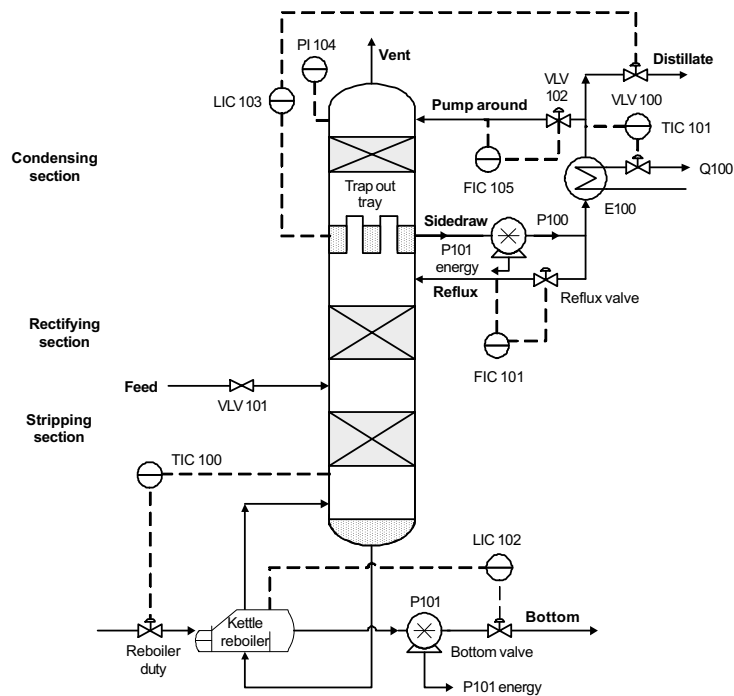 PI 104
Vent
LIC 103
VLV
102
Distillate
VLV 100
Pump around
TIC 101
Condensing
section
FIC 105
Q100
Trap out
tray
E100
Sidedraw
P100
P101
energy
Reflux
Reflux valve
Rectifying
section
FIC 101
Feed
VLV 101
Stripping
section
TIC 100
LIC 102
Kettle
reboiler
P101
Bottom
Reboiler
duty
Bottom valve
P101 energy